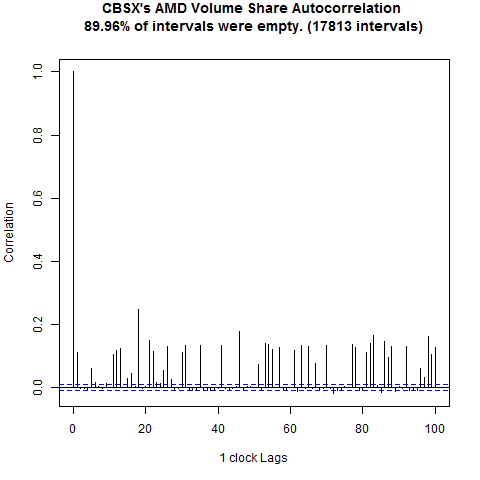 CBSX's AMD Volume Share Autocorrelation
89.96% of intervals were empty. (17813 intervals)
1.0
0.8
0.6
0.4
0.2
0.0
Correlation
0 20 40 60 80 100
1 clock Lags